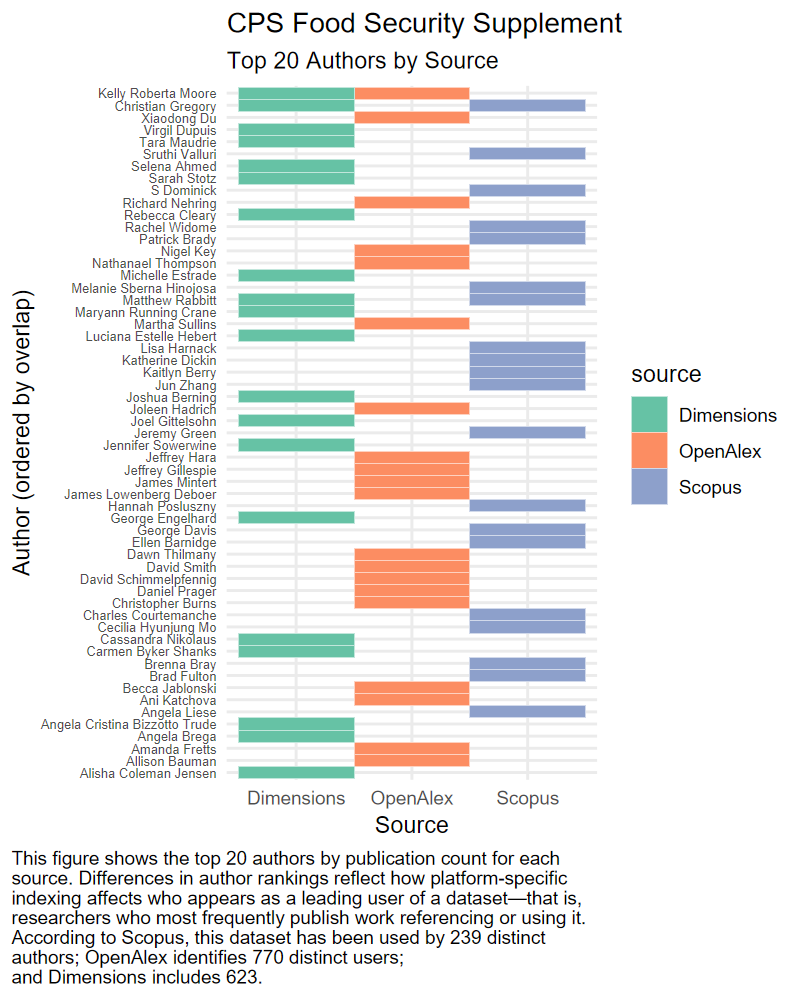 CPS Food Security Supplement
Top 20 Authors by Source
Author (ordered by overlap)
Kelly Roberta Moore
Christian Gregory
Xiaodong Du
Virgil Dupuis
Tara Maudrie
Sruthi Valluri
Selena Ahmed
Sarah Stotz
S Dominick
Richard Nehring
Rebecca Cleary
Rachel Widome
Patrick Brady
Nigel Key
Nathanael Thompson
Michelle Estrade
Melanie Sberna Hinojosa
Matthew Rabbitt
Maryann Running Crane
Martha Sullins
Luciana Estelle Hebert
Lisa Harnack
Katherine Dickin
Kaitlyn Berry
Jun Zhang
Joshua Berning
Joleen Hadrich
Joel Gittelsohn
Jeremy Green
Jennifer Sowerwine
Jeffrey Hara
Jeffrey Gillespie
James Mintert
James Lowenberg Deboer
Hannah Posluszny
George Engelhard
George Davis
Ellen Barnidge
Dawn Thilmany
David Smith
David Schimmelpfennig
Daniel Prager
Christopher Burns
Charles Courtemanche
Cecilia Hyunjung Mo
Cassandra Nikolaus
Carmen Byker Shanks
Brenna Bray
Brad Fulton
Becca Jablonski
Ani Katchova
Angela Liese
Angela Cristina Bizzotto Trude
Angela Brega
Amanda Fretts
Allison Bauman
Alisha Coleman Jensen
Dimensions OpenAlex Scopus
Source
source
Dimensions
OpenAlex
Scopus
This figure shows the top 20 authors by publication count for each
source. Differences in author rankings reflect how platform-specific
indexing affects who appears as a leading user of a dataset—that is,
researchers who most frequently publish work referencing or using it.
According to Scopus, this dataset has been used by 239 distinct
authors; OpenAlex identifies 770 distinct users;
and Dimensions includes 623.